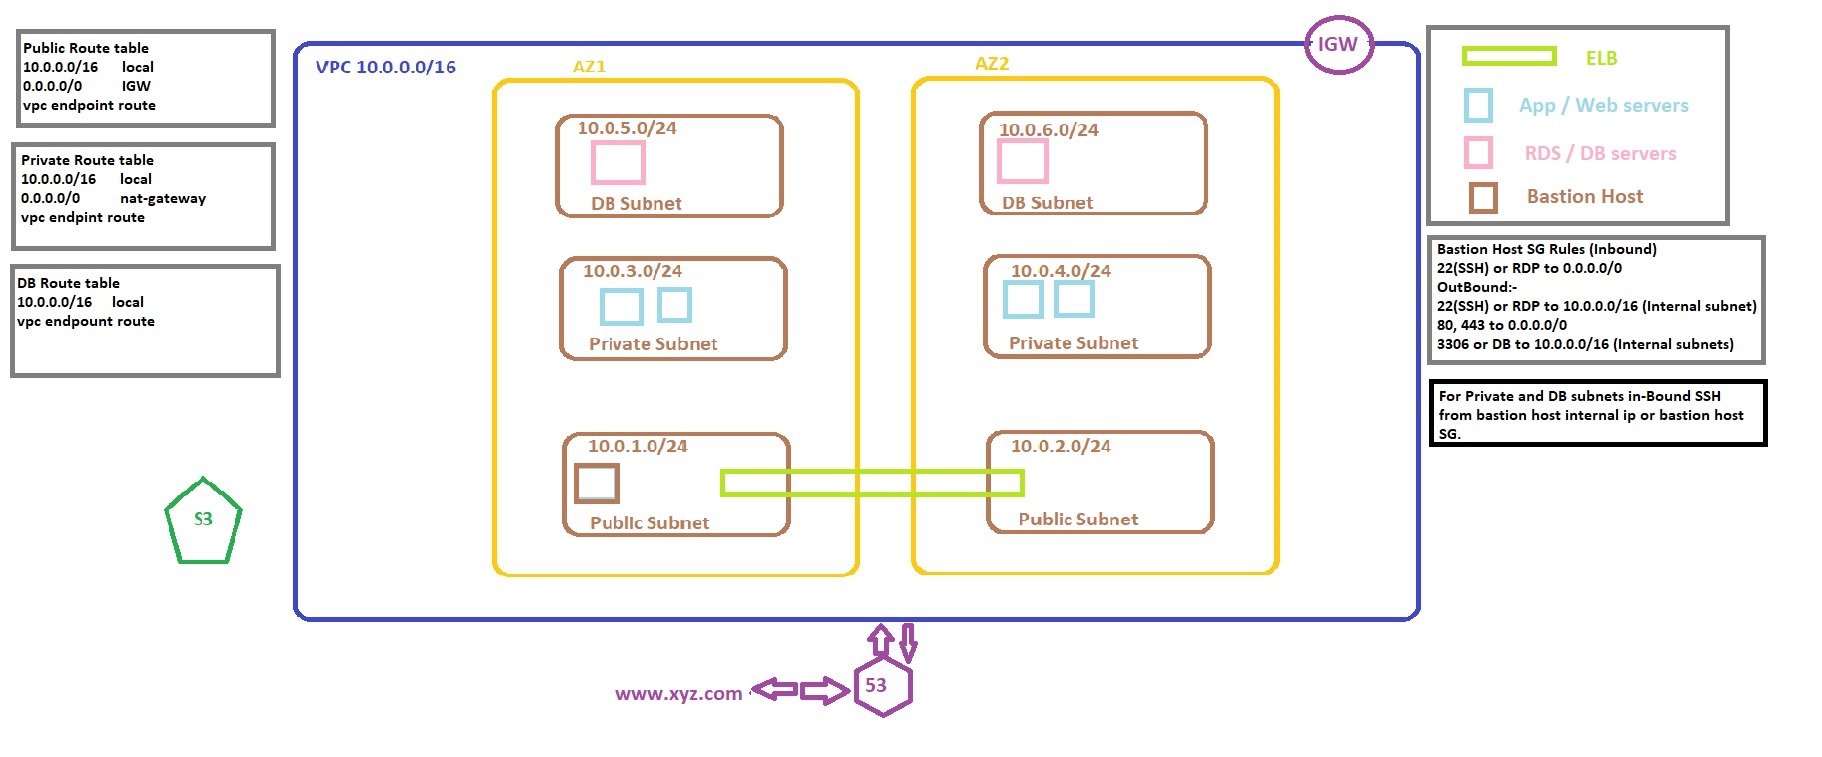 Public Route table
10.0.0.0/16 local
0.0.0.0/0 IGW
vpc endpoint route
Private Route table
10.0.0.0/16 local
0.0.0.0/0 nat-gateway
vpc endpint route
DB Route table
10.0.0.0/16 local
vpc endpount route
S3
VPC 10.0.0.0/16
AZ1
10.0.5.0/24
DB Subnet
10.0.3.0/24
Private Subnet
10.0.1.0/24
Public Subnet
AZ2
10.0.6.0/24
DB Subnet
10.0.4.0/24
Private Subnet
10.0.2.0/24
Public Subnet
IGW
www.xyz.com
53
ELB
App / Web servers
RDS / DB servers
Bastion Host
Bastion Host SG Rules (Inbound)
22(SSH) or RDP to 0.0.0.0/0
OutBound:-
22(SSH) or RDP to 10.0.0.0/16 (Internal subnet)
80, 443 to 0.0.0.0/0
3306 or DB to 10.0.0.0/16 (Internal subnets)
For Private and DB subnets in-Bound SSH
from bastion host internal ip or bastion host
SG.